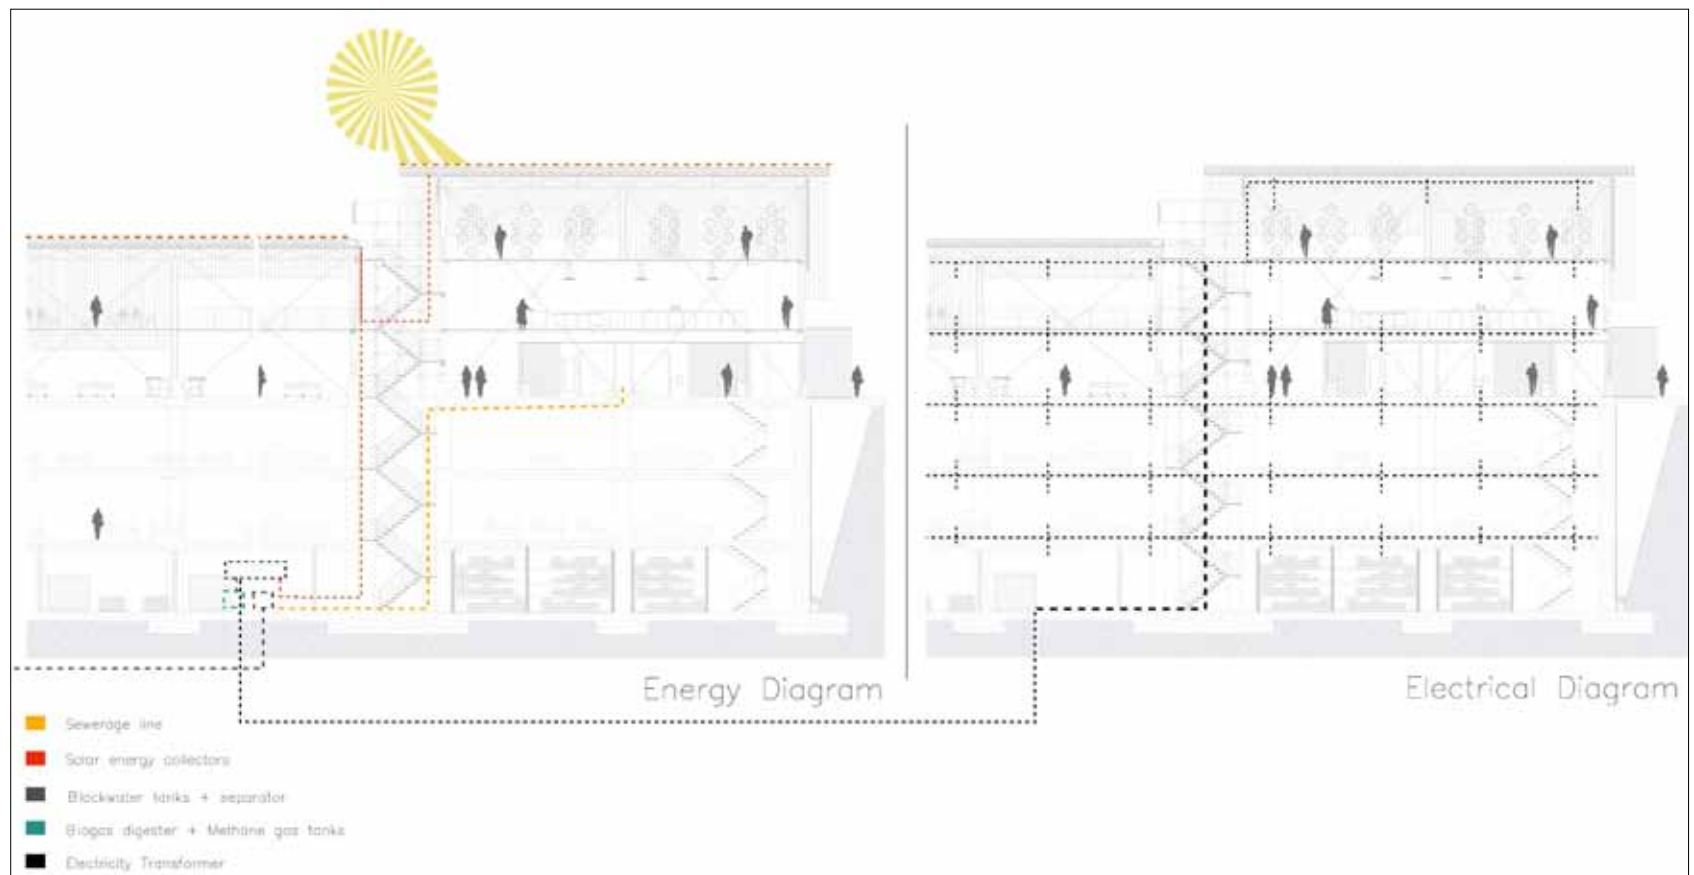 Energy Diagram
Electrical Diagram
Sewerage line
Solar energy collectors
Blackwater tanks + separator
Biogas digester + Methane gas tanks
Electricity Transformer